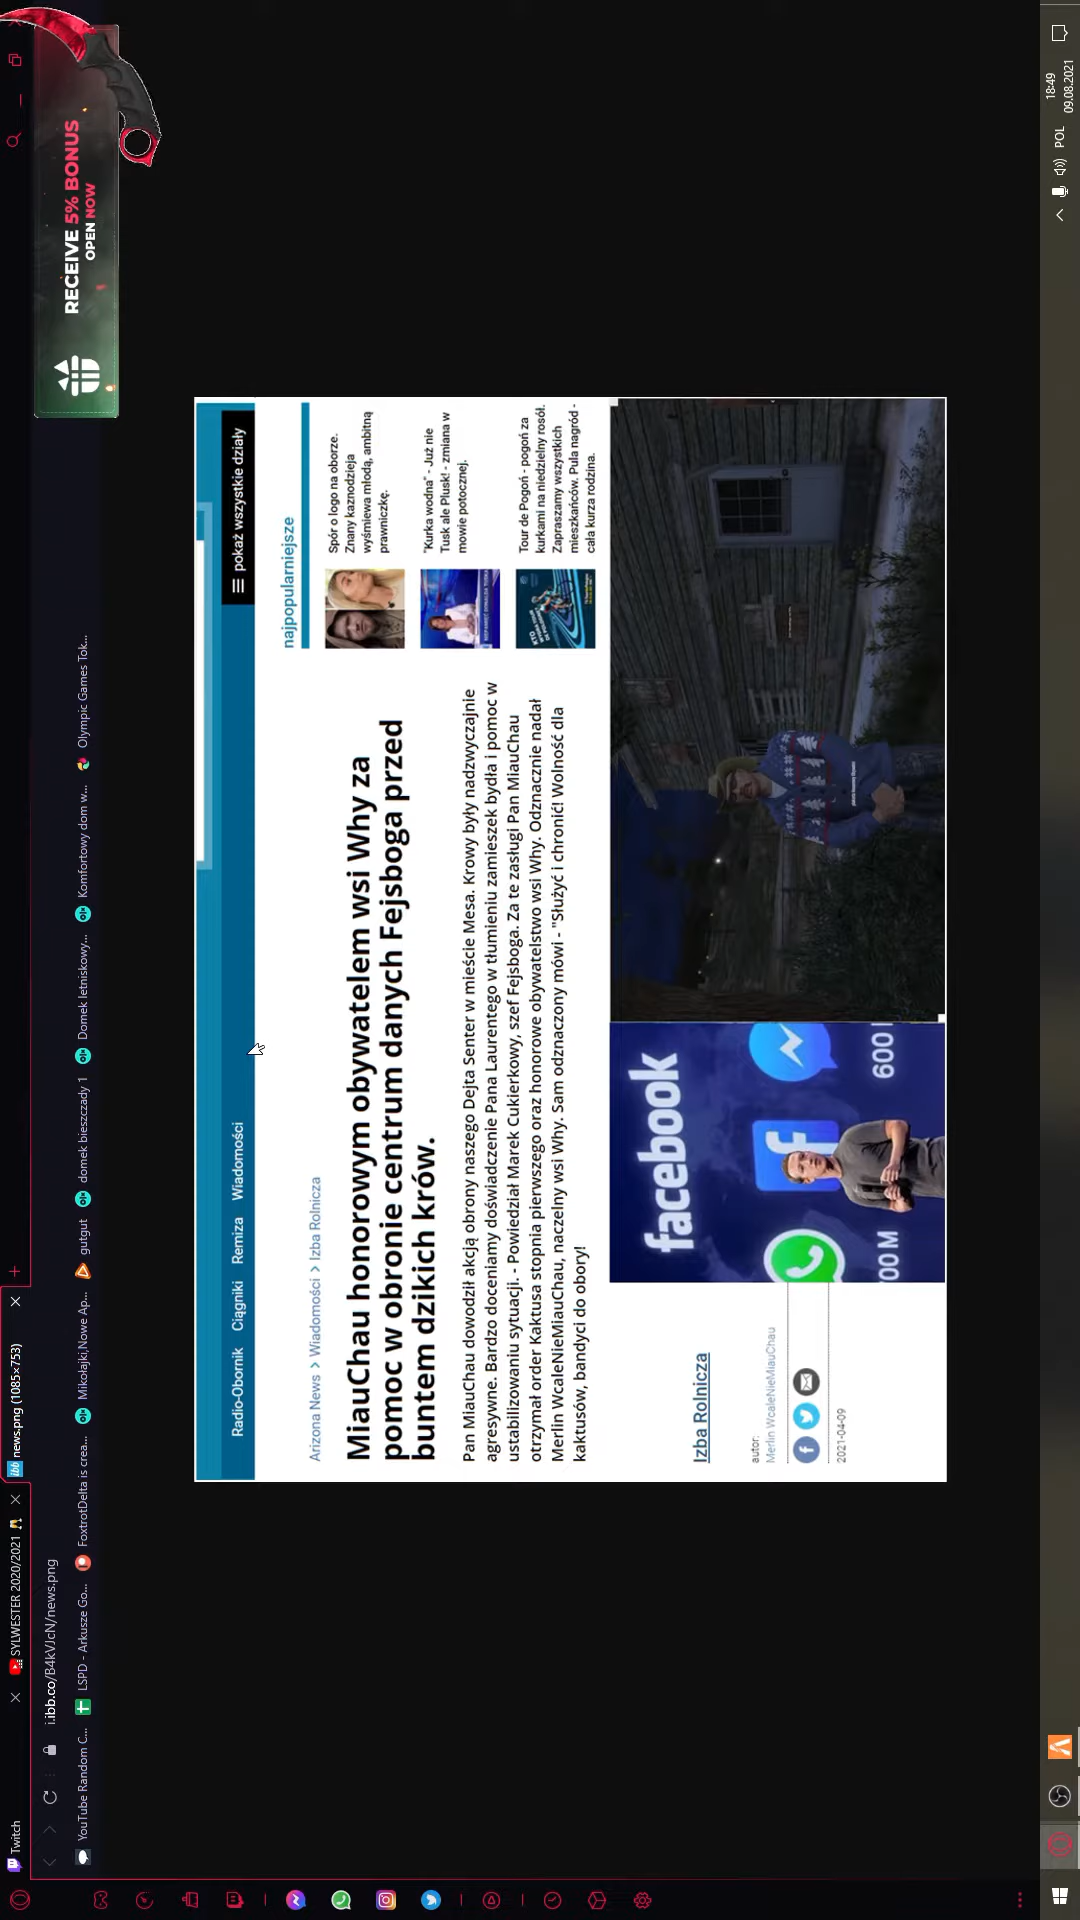 Twitch
SYLWESTER 2020/2021
news.png (1085×753)
i.ibb.co/B4kVJcN/news.png
YouTube Random C...
LSPD - Arkusze Go...
FoxtrotDelta is crea...
Mikołajki,Nowe Ap...
gutgut
domek bieszczady 1
Domek letniskowy...
Komfortowy dom w...
Olympic Games Tok...
RECEIVE 5% BONUS
OPEN NOW
Radio-Obornik Ciągniki Remiza Wiadomości
pokaż wszystkie działy
Arizona News > Wiadomości > Izba Rolnicza
MiauChau honorowym obywatelem wsi Why za
pomoc w obronie centrum danych Fejsboga przed
buntem dzikich krów.
Pan MiauChau dowodził akcją obrony naszego Dejta Senter w mieście Mesa. Krowy były nadzwyczajnie
agresywne. Bardzo doceniamy doświadczenie Pana Laurentego w tłumieniu zamieszek bydła i pomoc w
ustabilizowaniu sytuacji. - Powiedział Marek Cukierkowy, szef Fejsboga. Za te zasługi Pan MiauChau
otrzymał order Kaktusa stopnia pierwszego oraz honorowe obywatelstwo wsi Why. Odznacznie nadał
Merlin WcaleNieMiauChau, naczelny wsi Why. Sam odznaczony mówi - "Służyć i chronić! Wolność dla
kaktusów, bandyci do obory!
najpopularniejsze
Spór o logo na oborze.
Znany kaznodzieja
wyśmiewa młodą, ambitną
prawniczkę.
"Kurka wodna" - Już nie
Tusk ale Plusk! - zmiana w
mowie potocznej.
Tour de Pogoń - pogoń za
kurkami na niedzielny rosół.
Zapraszamy wszystkich
mieszkańców. Pula nagród -
cała kurza rodzina.
Izba Rolnicza
autor:
Merlin WcaleNieMiauChau
2021-04-09
facebook
00 M
600
POL
18:49
09.08.2021